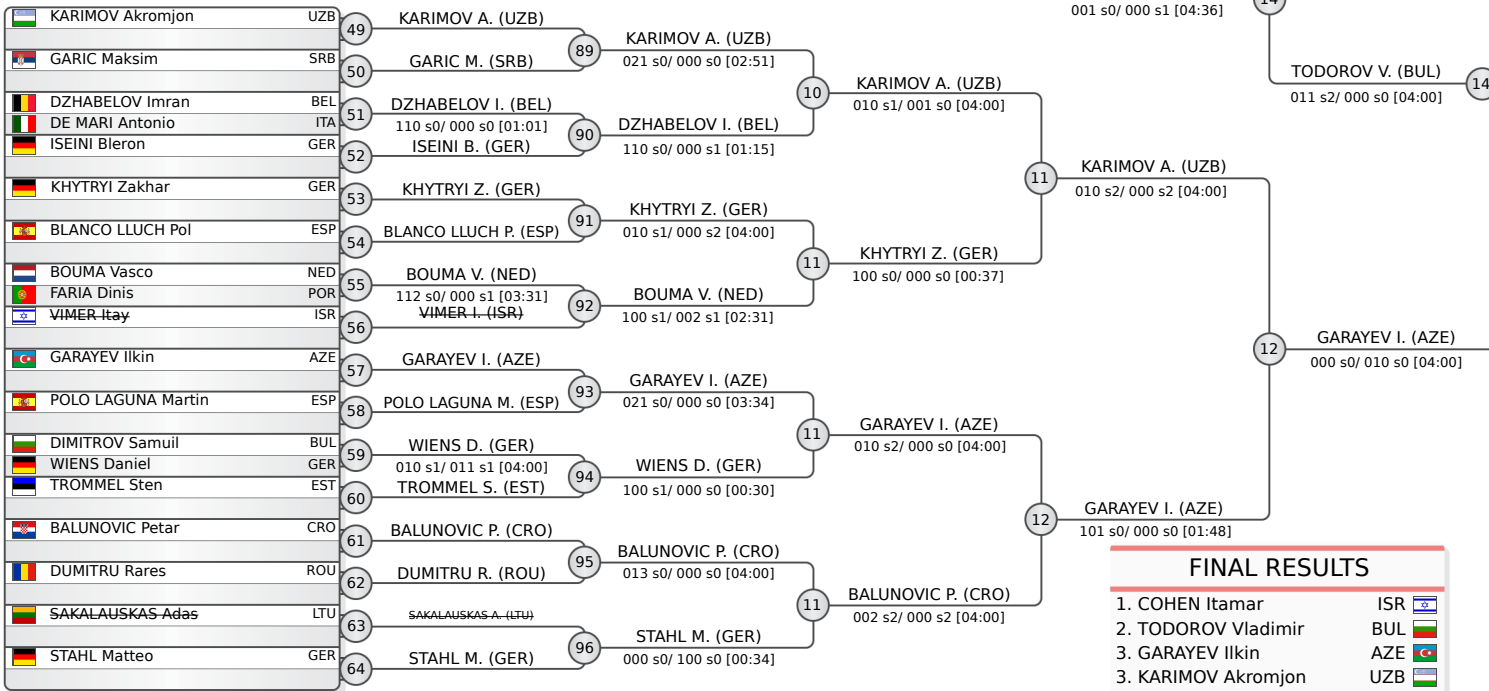 KARIMOV Akromjon UZB
GARIC Maksim SRB
DZHABELOV Imran BEL
DE MARI Antonio ITA
ISEINI Bleron GER
KHYTRYI Zakhar GER
BLANCO LLUCH Pol ESP
BOUMA Vasco NED
FARIA Dinis POR
VIMER Itay ISR
GARAYEV Ilkin AZE
POLO LAGUNA Martin ESP
DIMITROV Samuil BUL
WIENS Daniel GER
TROMMEL Sten EST
BALUNOVIC Petar CRO
DUMITRU Rares ROU
SAKALAUSKAS Adas LTU
STAHL Matteo GER
49
50
51
52
53
54
55
56
57
58
59
60
61
62
63
64
KARIMOV A. (UZB)
GARIC M. (SRB)
DZHABELOV I. (BEL)
110 s0/ 000 s0 [01:01]
ISEINI B. (GER)
KHYTRYI Z. (GER)
BLANCO LLUCH P. (ESP)
BOUMA V. (NED)
112 s0/ 000 s1 [03:31]
VIMER I. (ISR)
GARAYEV I. (AZE)
POLO LAGUNA M. (ESP)
WIENS D. (GER)
010 s1/ 011 s1 [04:00]
TROMMEL S. (EST)
BALUNOVIC P. (CRO)
DUMITRU R. (ROU)
SAKALAUSKAS A. (LTU)
STAHL M. (GER)
89
90
91
92
93
94
95
96
KARIMOV A. (UZB)
021 s0/ 000 s0 [02:51]
DZHABELOV I. (BEL)
110 s0/ 000 s1 [01:15]
KHYTRYI Z. (GER)
010 s1/ 000 s2 [04:00]
BOUMA V. (NED)
100 s1/ 002 s1 [02:31]
GARAYEV I. (AZE)
021 s0/ 000 s0 [03:34]
WIENS D. (GER)
100 s1/ 000 s0 [00:30]
BALUNOVIC P. (CRO)
013 s0/ 000 s0 [04:00]
STAHL M. (GER)
000 s0/ 100 s0 [00:34]
10
11
11
11
KARIMOV A. (UZB)
010 s1/ 001 s0 [04:00]
KHYTRYI Z. (GER)
100 s0/ 000 s0 [00:37]
GARAYEV I. (AZE)
010 s2/ 000 s0 [04:00]
BALUNOVIC P. (CRO)
002 s2/ 000 s2 [04:00]
11
12
001 s0/ 000 s1 [04:36]
KARIMOV A. (UZB)
010 s2/ 000 s2 [04:00]
GARAYEV I. (AZE)
101 s0/ 000 s0 [01:48]
14
12
TODOROV V. (BUL)
011 s2/ 000 s0 [04:00]
14
GARAYEV I. (AZE)
000 s0/ 010 s0 [04:00]
FINAL RESULTS
1. COHEN Itamar ISR
2. TODOROV Vladimir BUL
3. GARAYEV Ilkin AZE
3. KARIMOV Akromjon UZB